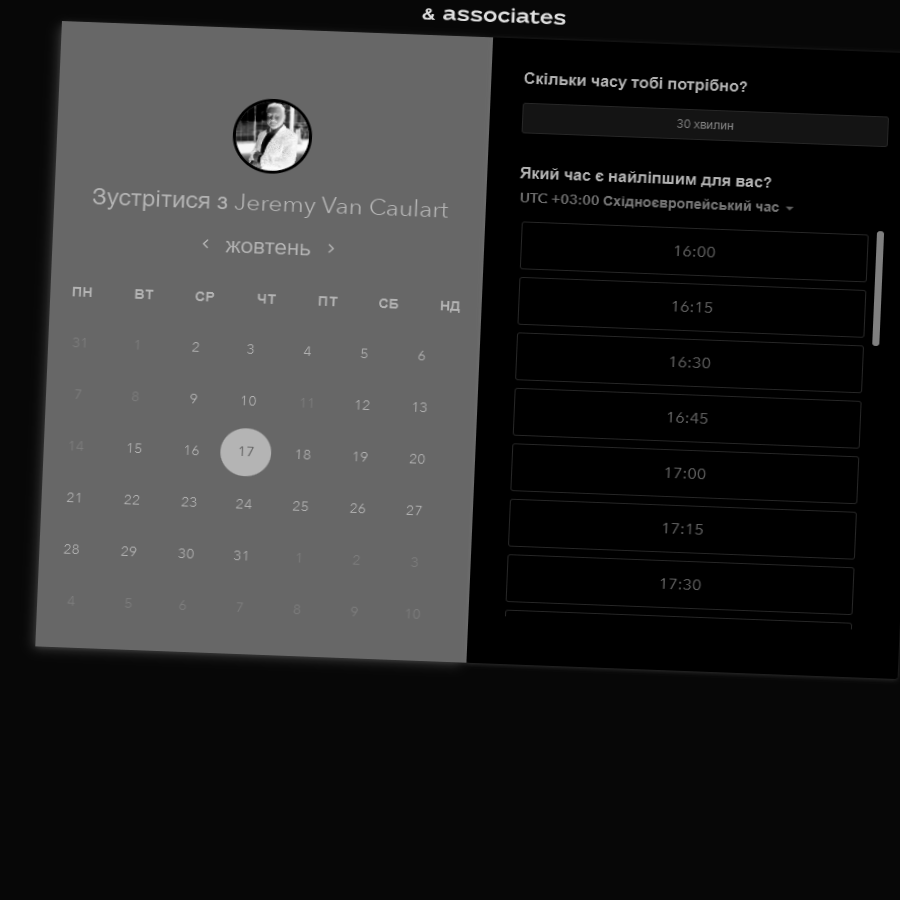 & associates
Зустрітися з Jeremy Van Caulart
жовтень
ПН ВТ СР ЧТ ПТ СБ НД
31 1 2 3 4 5 6
7 8 9 10 11 12 13
14 15 16 17 18 19 20
21 22 23 24 25 26 27
28 29 30 31 1 2 3
4 5 6 7 8 9 10
Скільки часу тобі потрібно?
30 хвилин
Який час є найліпшим для вас?
UTC +03:00 Східноєвропейський час
16:00
16:15
16:30
16:45
17:00
17:15
17:30